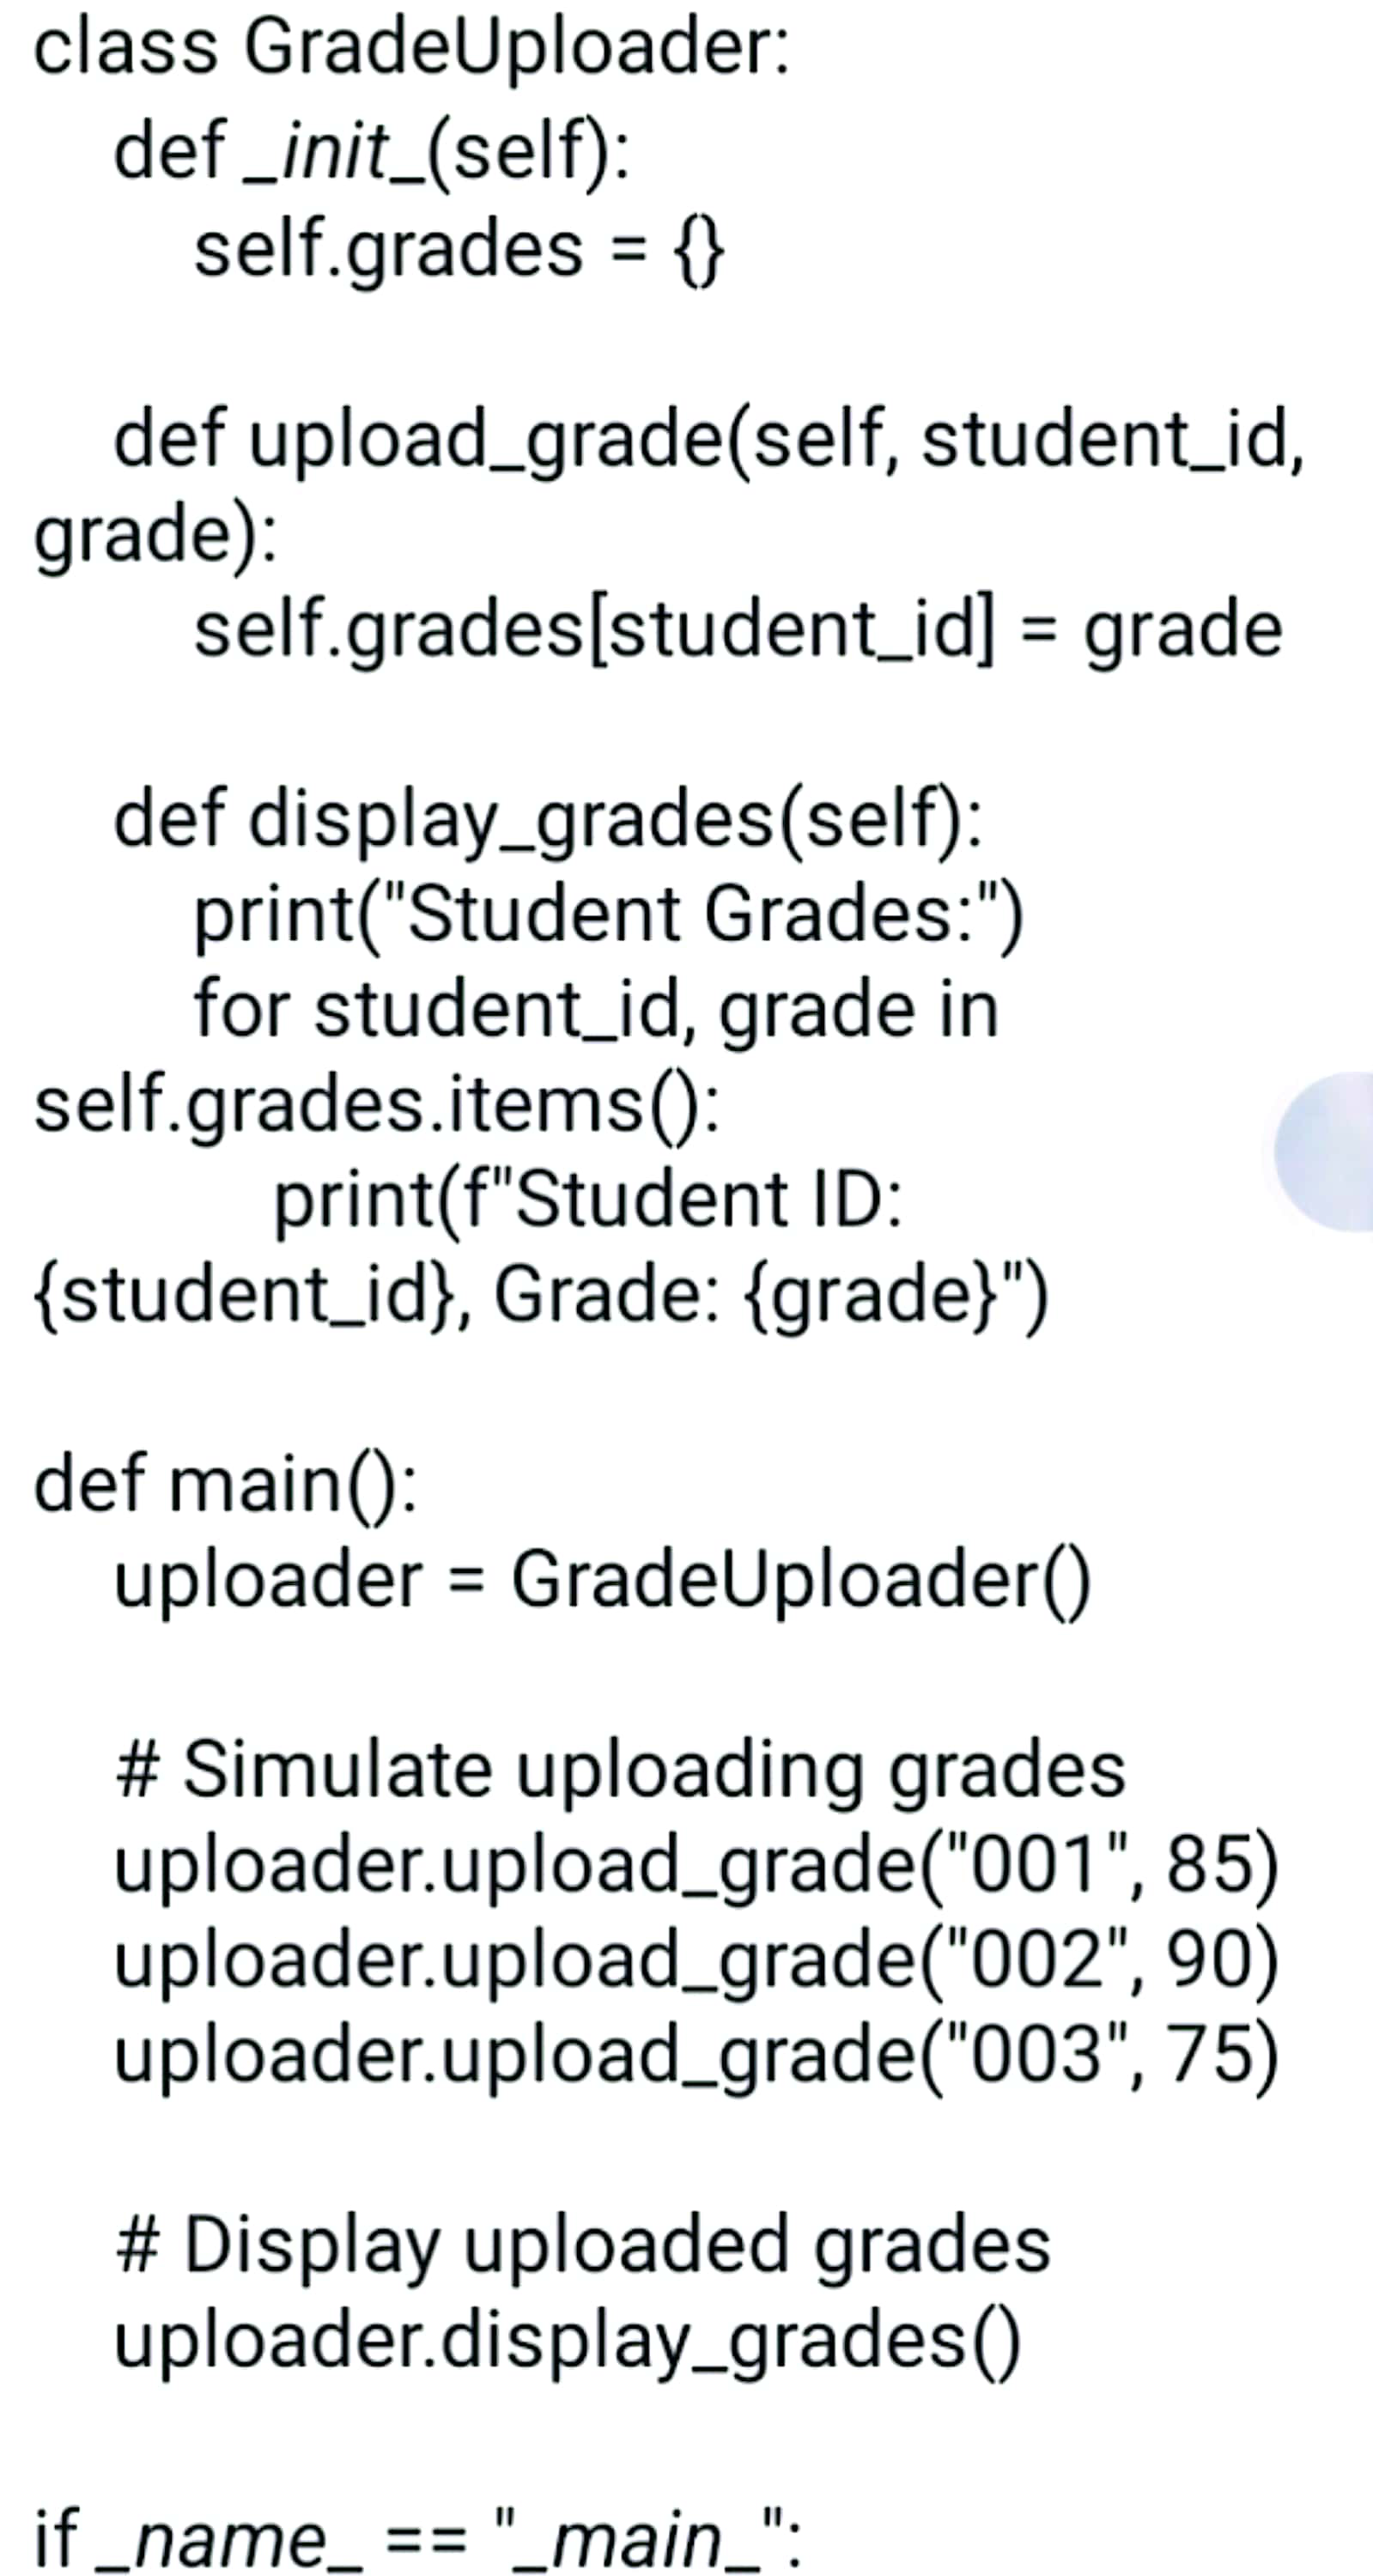 class GradeUploader:
def _init_(self):
self.grades = {}
def upload_grade(self, student_id,
grade):
self.grades[student_id] = grade
def display_grades(self):
print("Student Grades:")
for student_id, grade in
self.grades.items():
print(f"Student ID:
{student_id}, Grade: {grade}")
def main():
uploader = GradeUploader()
# Simulate uploading grades
uploader.upload_grade("001", 85)
uploader.upload_grade("002", 90)
uploader.upload_grade("003", 75)
# Display uploaded grades
uploader.display_grades()
if _name_ == "_main_":